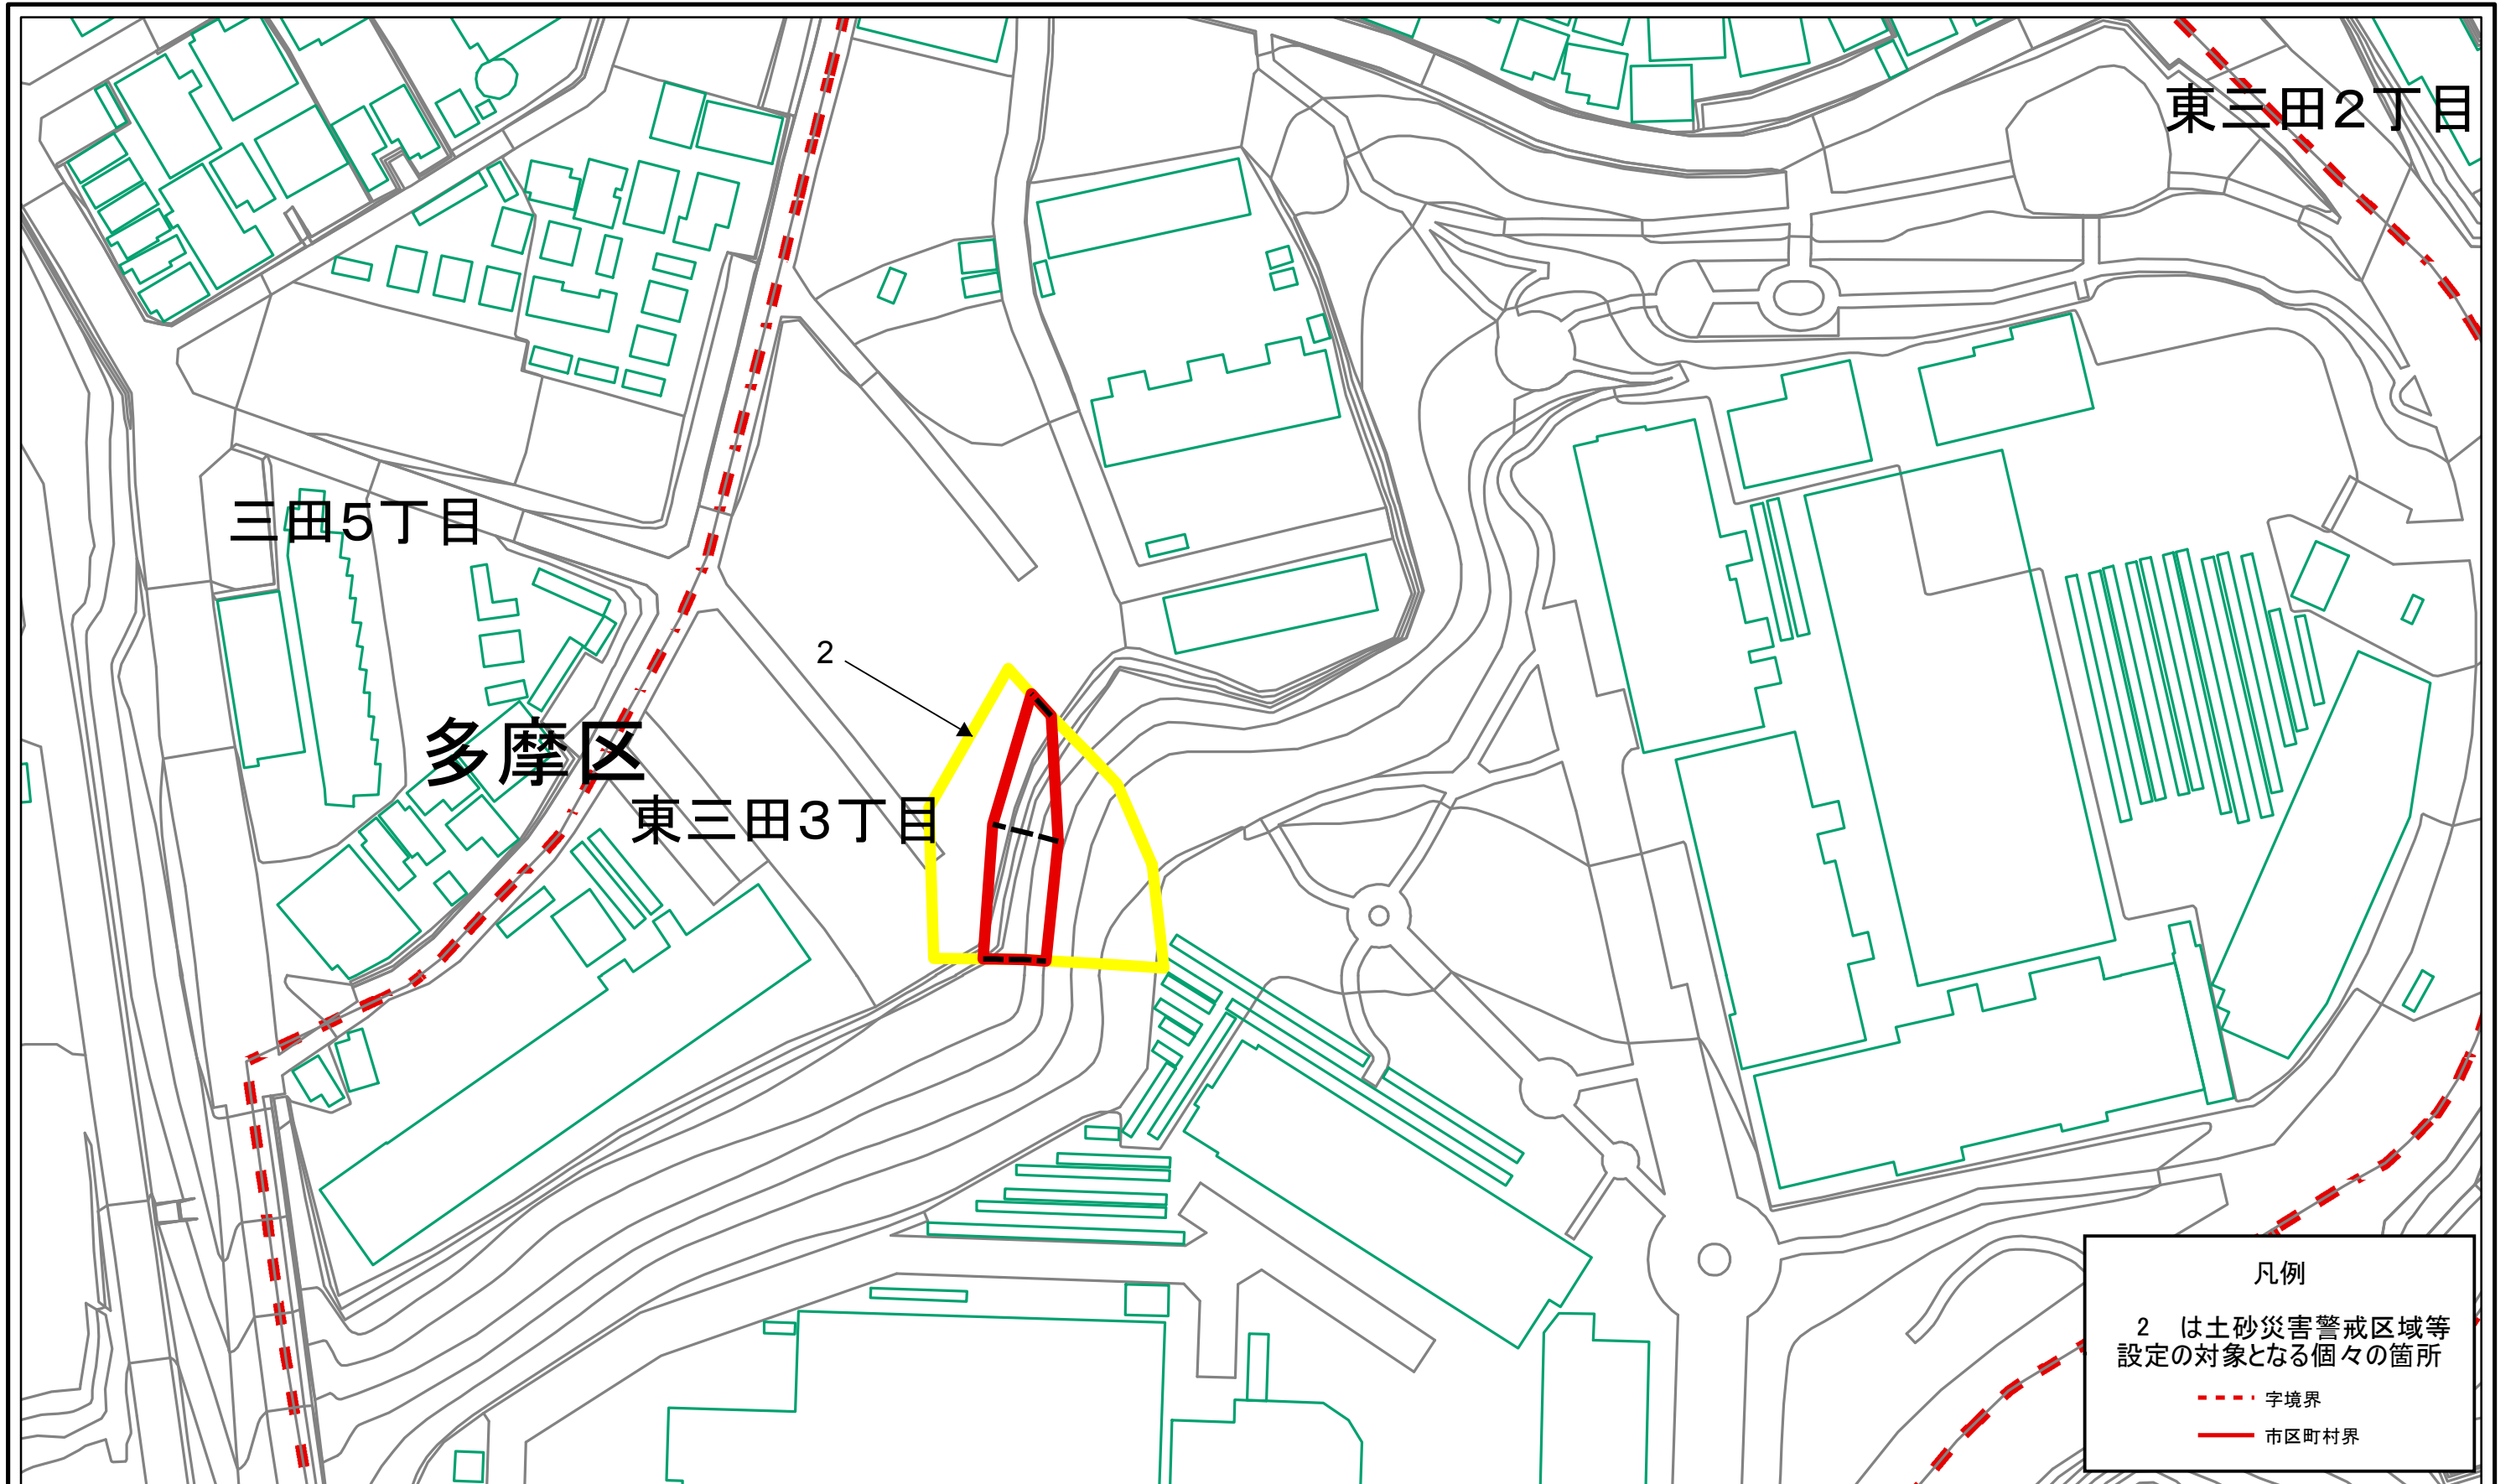 東三田2丁目
三田5丁目
2
多摩区
東三田3丁目
凡例
2　は土砂災害警戒区域等
設定の対象となる個々の箇所
字境界
市区町村界